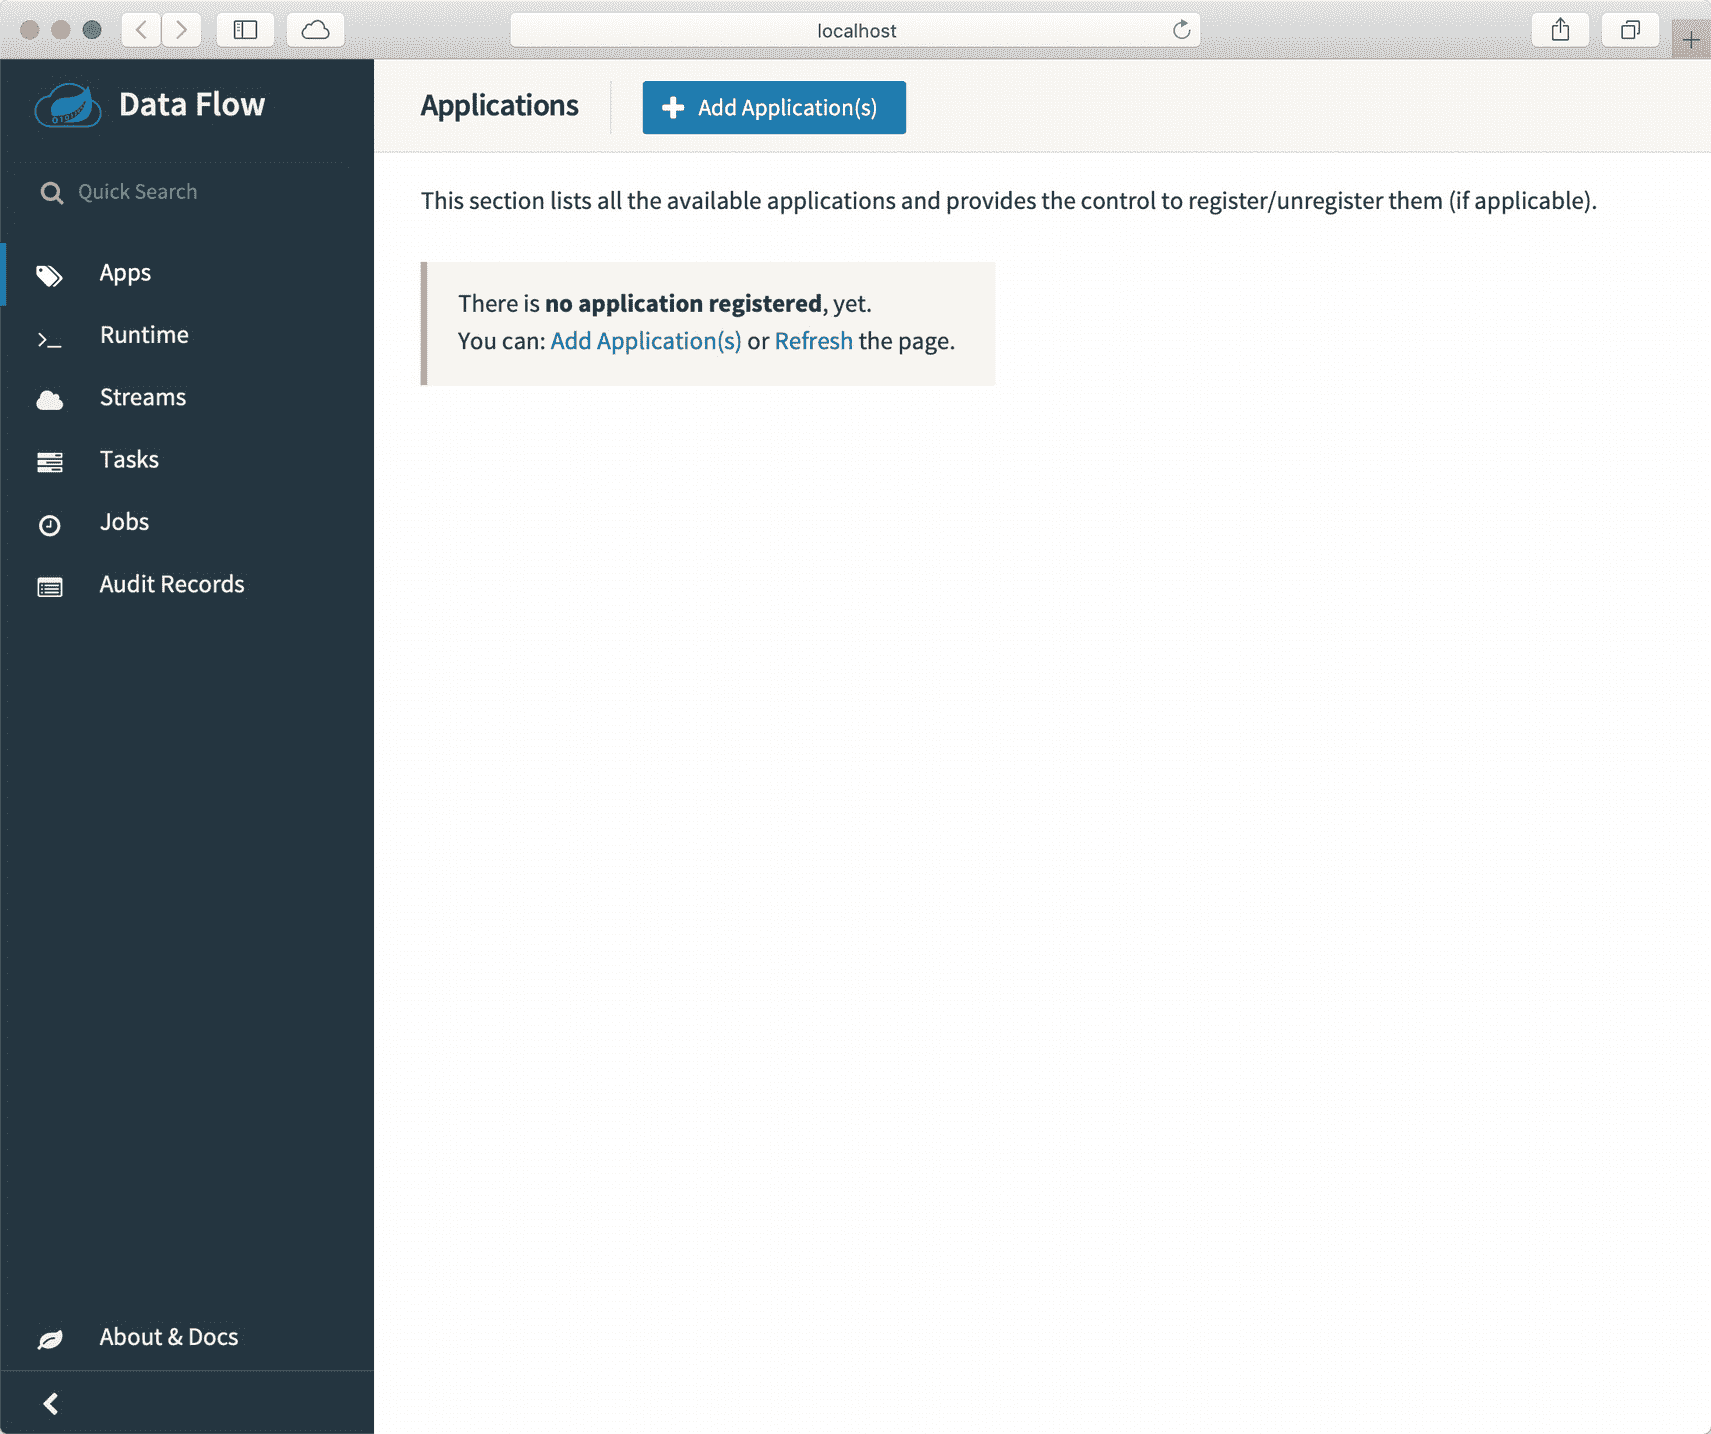 localhost
Data Flow
Applications
Add Application(s)
Quick Search
This section lists all the available applications and provides the control to register/unregister them (if applicable).
Apps
There is no application registered, yet.
You can: Add Application(s) or Refresh the page.
Runtime
Streams
Tasks
Jobs
Audit Records
About & Docs